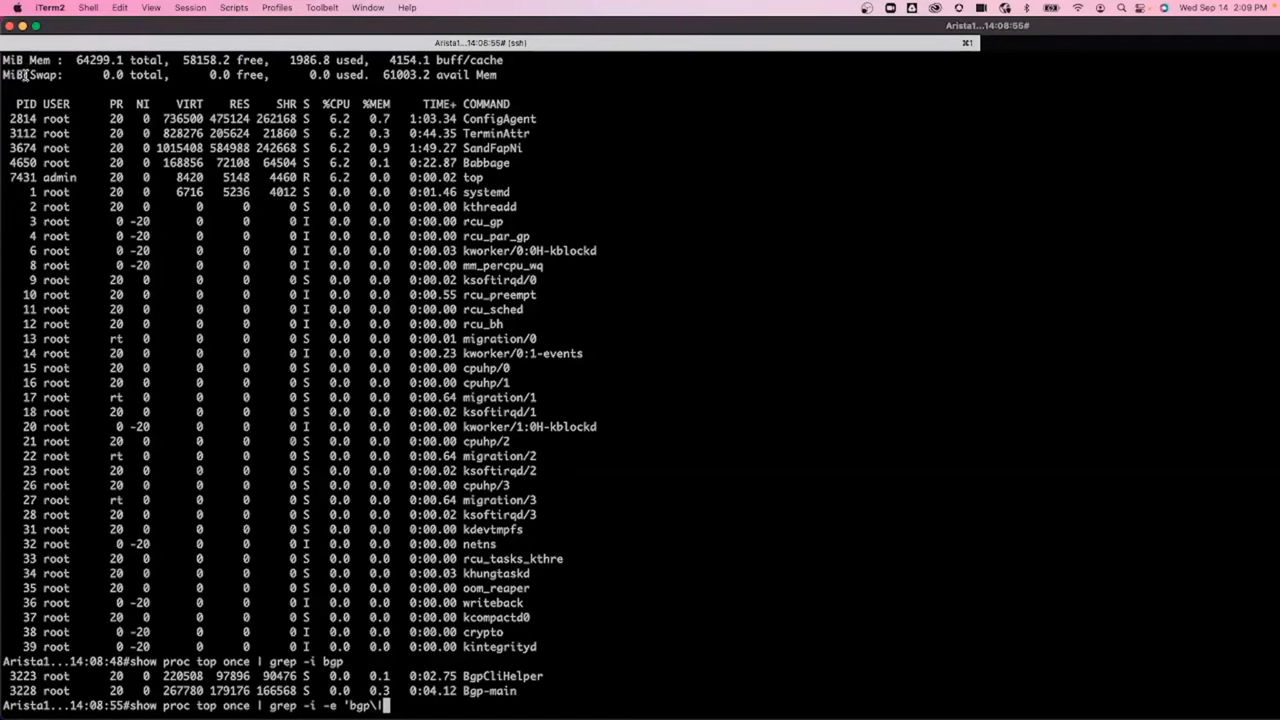 iTerm2 Shell Edit View Session Scripts Profiles Toolbelt Window Help Wed Sep 14 2:09 PM
Arista1...14:08:55#
Arista1...14:08:55# (ssh) ⌘1
MiB Mem : 64299.1 total, 58158.2 free, 1986.8 used, 4154.1 buff/cache
MiB Swap: 0.0 total, 0.0 free, 0.0 used. 61003.2 avail Mem
PID USER PR NI VIRT RES SHR S %CPU %MEM TIME+ COMMAND
2814 root 20 0 736500 475124 262168 S 6.2 0.7 1:03.34 ConfigAgent
3112 root 20 0 828276 205624 21860 S 6.2 0.3 0:44.35 TerminAttr
3674 root 20 0 1015408 584988 242668 S 6.2 0.9 1:49.27 SandFapNi
4650 root 20 0 168856 72108 64504 S 6.2 0.1 0:22.87 Babbage
7431 admin 20 0 8420 5148 4460 R 6.2 0.0 0:00.02 top
1 root 20 0 6716 5236 4012 S 0.0 0.0 0:01.46 systemd
2 root 20 0 0 0 0 S 0.0 0.0 0:00.00 kthreadd
3 root 0 -20 0 0 0 I 0.0 0.0 0:00.00 rcu_gp
4 root 0 -20 0 0 0 I 0.0 0.0 0:00.00 rcu_par_gp
6 root 0 -20 0 0 0 I 0.0 0.0 0:00.03 kworker/0:0H-kblockd
8 root 0 -20 0 0 0 I 0.0 0.0 0:00.00 mm_percpu_wq
9 root 20 0 0 0 0 S 0.0 0.0 0:00.02 ksoftirqd/0
10 root 20 0 0 0 0 I 0.0 0.0 0:00.55 rcu_preempt
11 root 20 0 0 0 0 I 0.0 0.0 0:00.00 rcu_sched
12 root 20 0 0 0 0 I 0.0 0.0 0:00.00 rcu_bh
13 root rt 0 0 0 0 S 0.0 0.0 0:00.01 migration/0
14 root 20 0 0 0 0 I 0.0 0.0 0:00.23 kworker/0:1-events
15 root 20 0 0 0 0 S 0.0 0.0 0:00.00 cpuhp/0
16 root 20 0 0 0 0 S 0.0 0.0 0:00.00 cpuhp/1
17 root rt 0 0 0 0 S 0.0 0.0 0:00.64 migration/1
18 root 20 0 0 0 0 S 0.0 0.0 0:00.02 ksoftirqd/1
20 root 0 -20 0 0 0 I 0.0 0.0 0:00.00 kworker/1:0H-kblockd
21 root 20 0 0 0 0 S 0.0 0.0 0:00.00 cpuhp/2
22 root rt 0 0 0 0 S 0.0 0.0 0:00.64 migration/2
23 root 20 0 0 0 0 S 0.0 0.0 0:00.02 ksoftirqd/2
26 root 20 0 0 0 0 S 0.0 0.0 0:00.00 cpuhp/3
27 root rt 0 0 0 0 S 0.0 0.0 0:00.64 migration/3
28 root 20 0 0 0 0 S 0.0 0.0 0:00.02 ksoftirqd/3
31 root 20 0 0 0 0 S 0.0 0.0 0:00.00 kdevtmpfs
32 root 0 -20 0 0 0 I 0.0 0.0 0:00.00 netns
33 root 20 0 0 0 0 S 0.0 0.0 0:00.00 rcu_tasks_kthre
34 root 20 0 0 0 0 S 0.0 0.0 0:00.03 khungtaskd
35 root 20 0 0 0 0 S 0.0 0.0 0:00.00 oom_reaper
36 root 0 -20 0 0 0 I 0.0 0.0 0:00.00 writeback
37 root 20 0 0 0 0 S 0.0 0.0 0:00.00 kcompactd0
38 root 0 -20 0 0 0 I 0.0 0.0 0:00.00 crypto
39 root 0 -20 0 0 0 I 0.0 0.0 0:00.00 kintegrityd
Arista1...14:08:48#show proc top once | grep -i bgp
3223 root 20 0 220508 97896 90476 S 0.0 0.1 0:02.75 BgpCliHelper
3228 root 20 0 267780 179176 166568 S 0.0 0.3 0:04.12 Bgp-main
Arista1...14:08:55#show proc top once | grep -i -e 'bgp\|